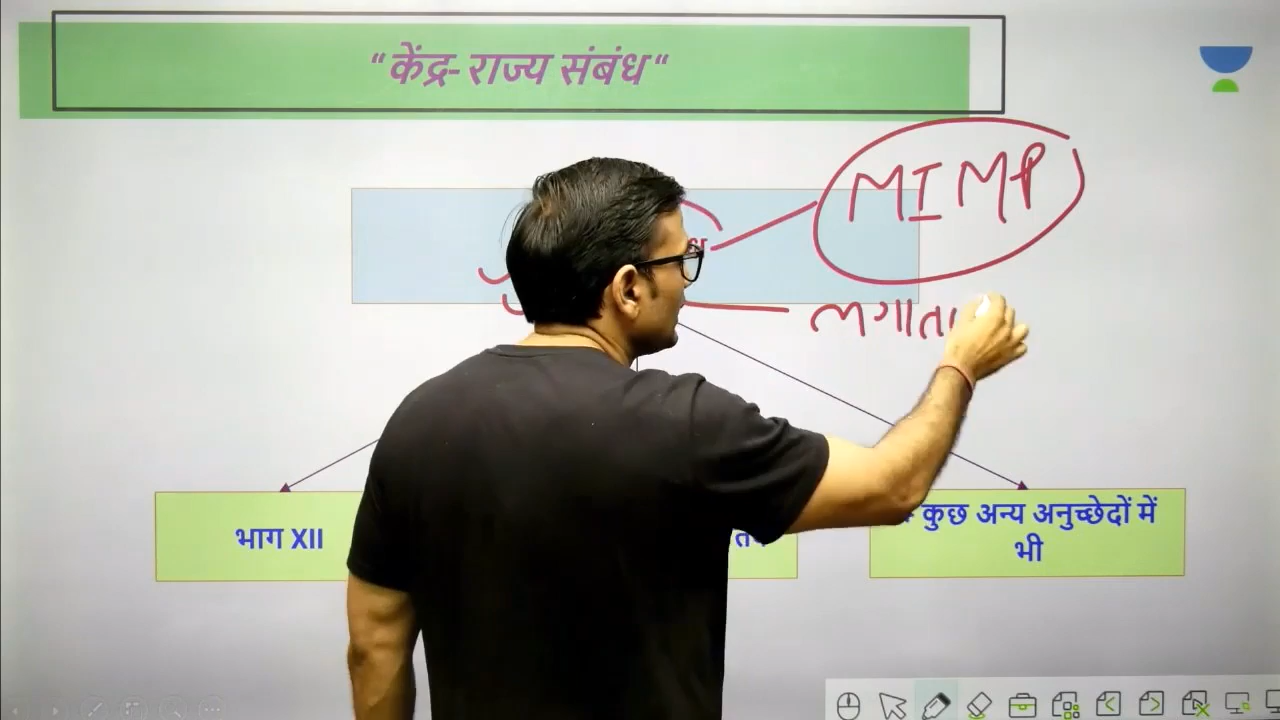 “केंद्र- राज्य संबंध“
MIMP
लगाता
भाग XII
कुछ अन्य अनुच्छेदों में
भी